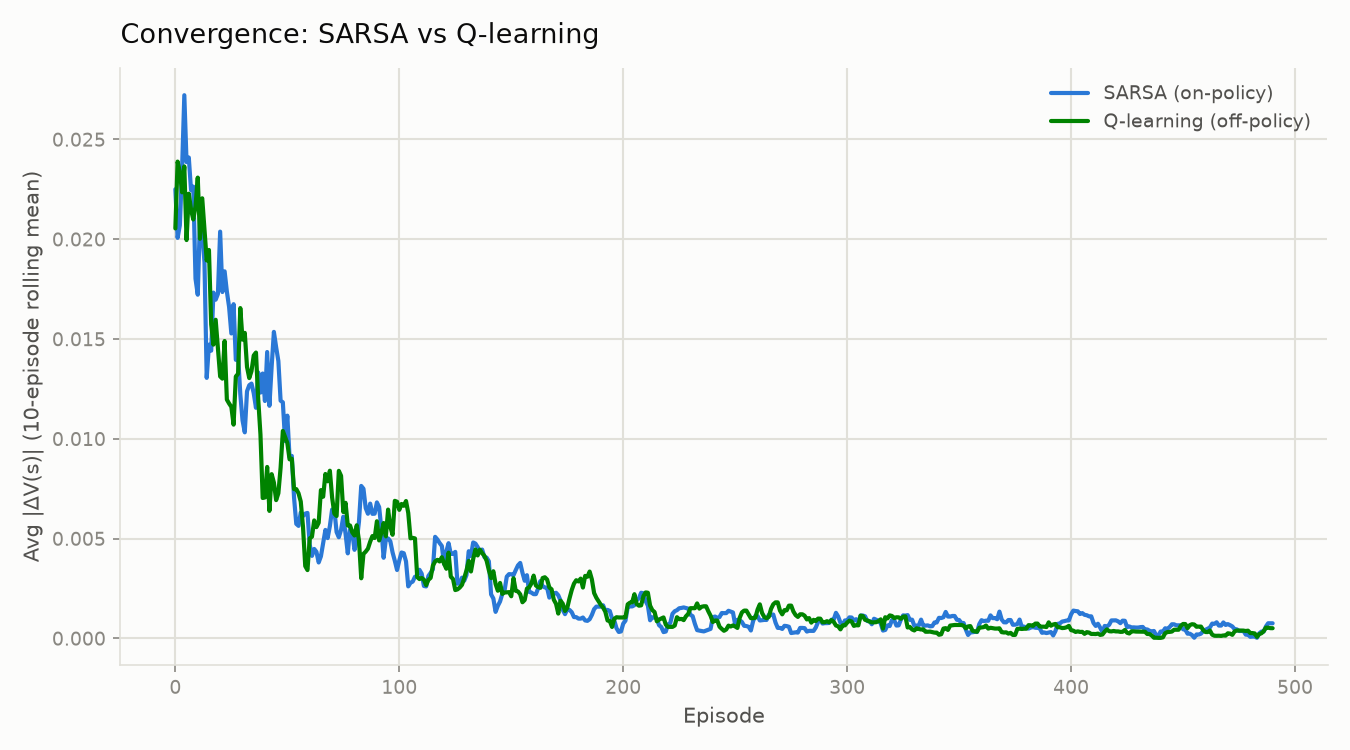 Convergence: SARSA vs Q-learning
SARSA (on-policy)
Q-learning (off-policy)
Avg |ΔV(s)| (10-episode rolling mean)
0.025
0.020
0.015
0.010
0.005
0.000
0 100 200 300 400 500
Episode